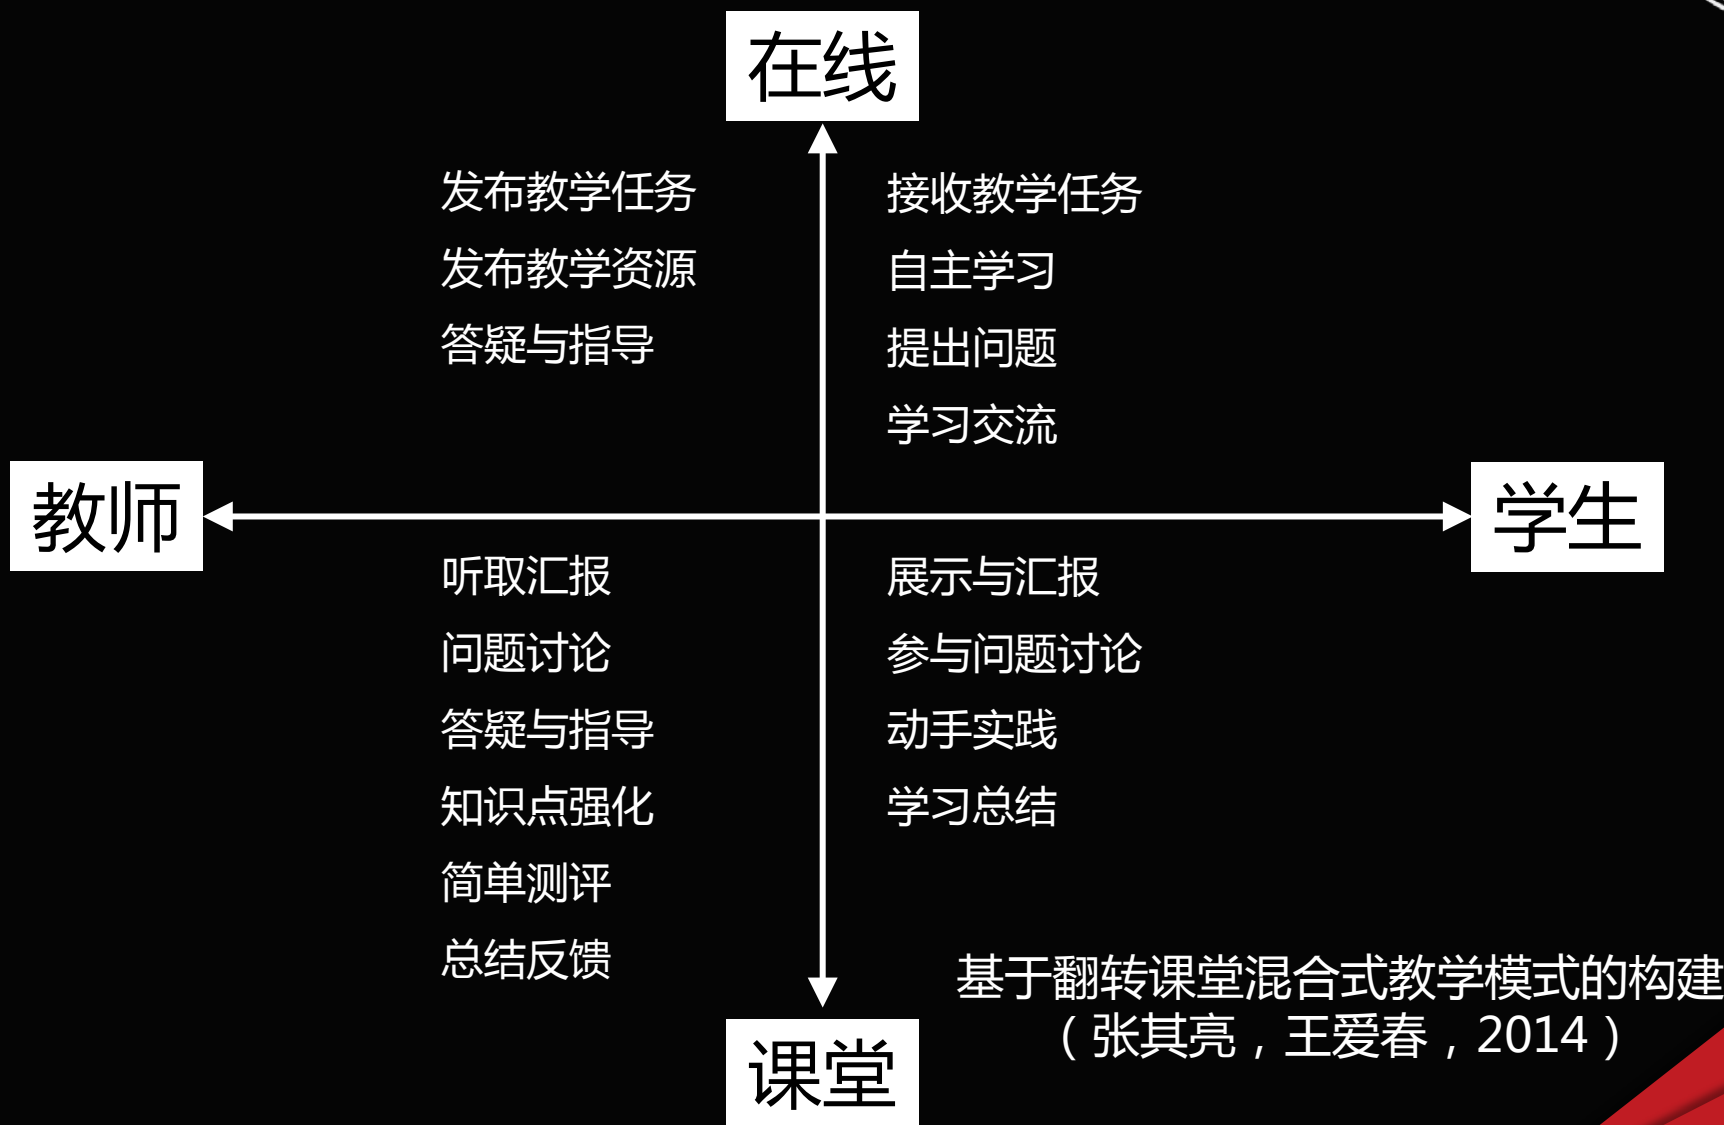 在线
发布教学任务
发布教学资源
答疑与指导
接收教学任务
自主学习
提出问题
学习交流
教师
学生
听取汇报
问题讨论
答疑与指导
知识点强化
简单测评
总结反馈
展示与汇报
参与问题讨论
动手实践
学习总结
基于翻转课堂混合式教学模式的构建
（张其亮，王爱春，2014）
课堂